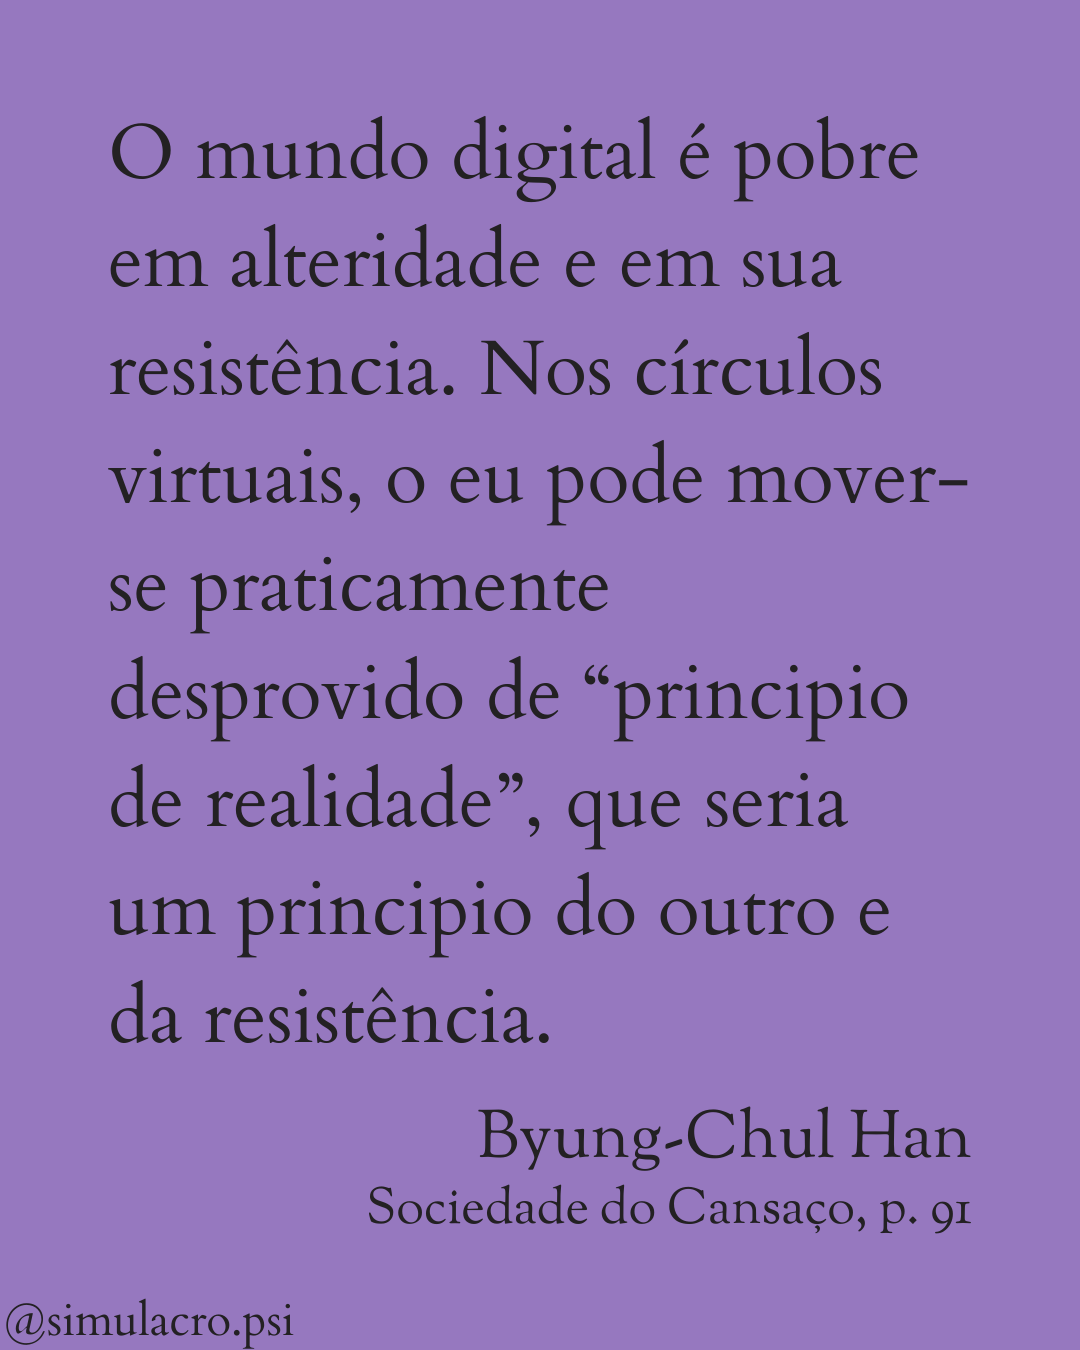 O mundo digital é pobre
em alteridade e em sua
resistência. Nos círculos
virtuais, o eu pode mover-
se praticamente
desprovido de “principio
de realidade”, que seria
um principio do outro e
da resistência.
Byung-Chul Han
Sociedade do Cansaço, p. 91
@simulacro.psi